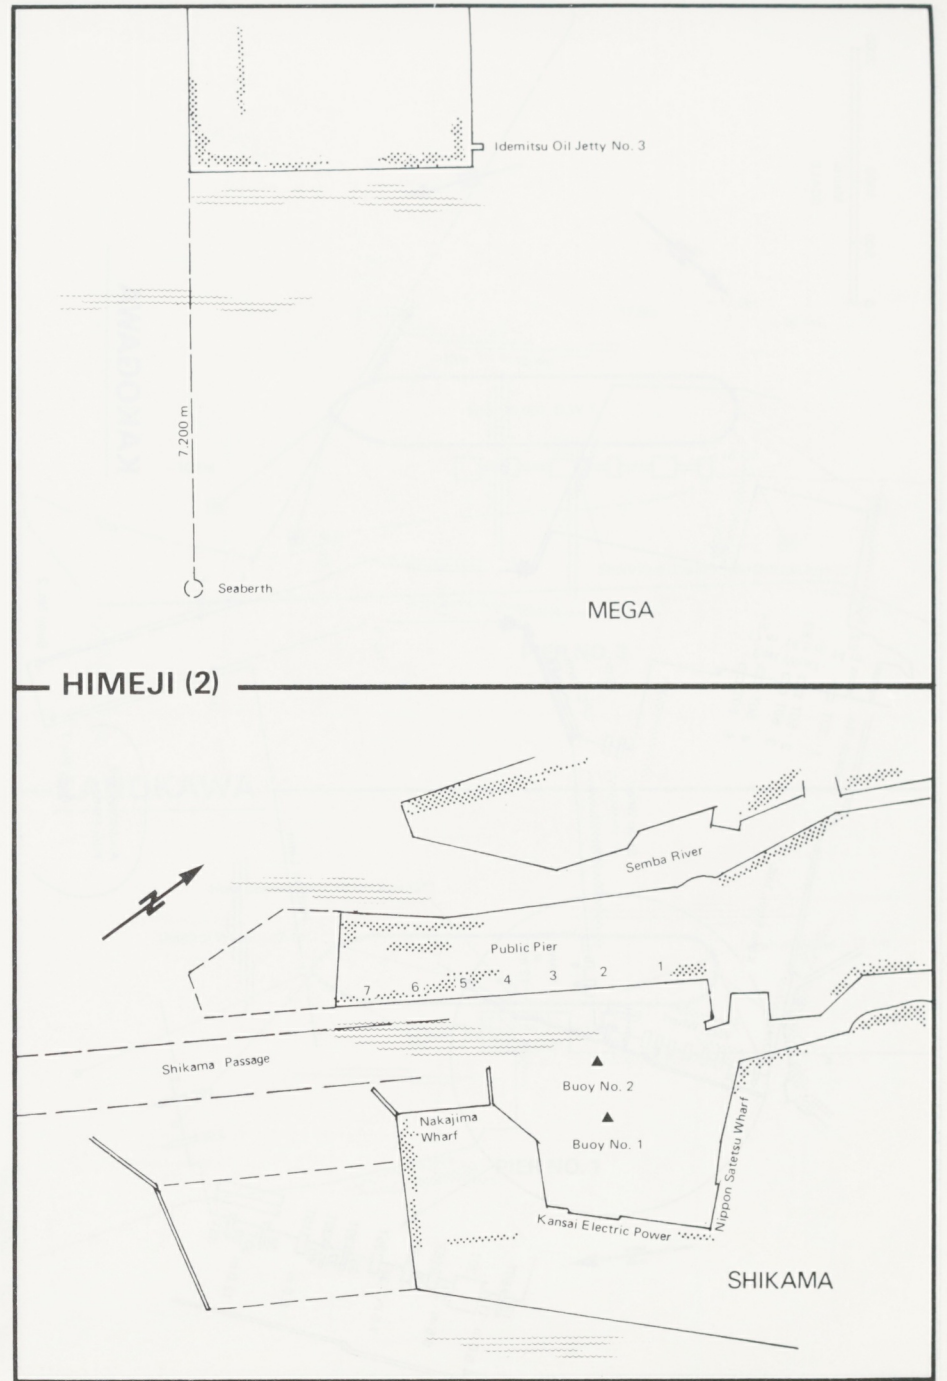 Idemitsu Oil Jetty No. 3
7.200 m
Seaberth
MEGA
HIMEJI (2)
Semba River
N
Public Pier
7 6 5 4 3 2 1
Shikama Passage
Buoy No. 2
Nakajima
Wharf
Buoy No. 1
Nippon Satetsu Wharf
Kansai Electric Power
SHIKAMA